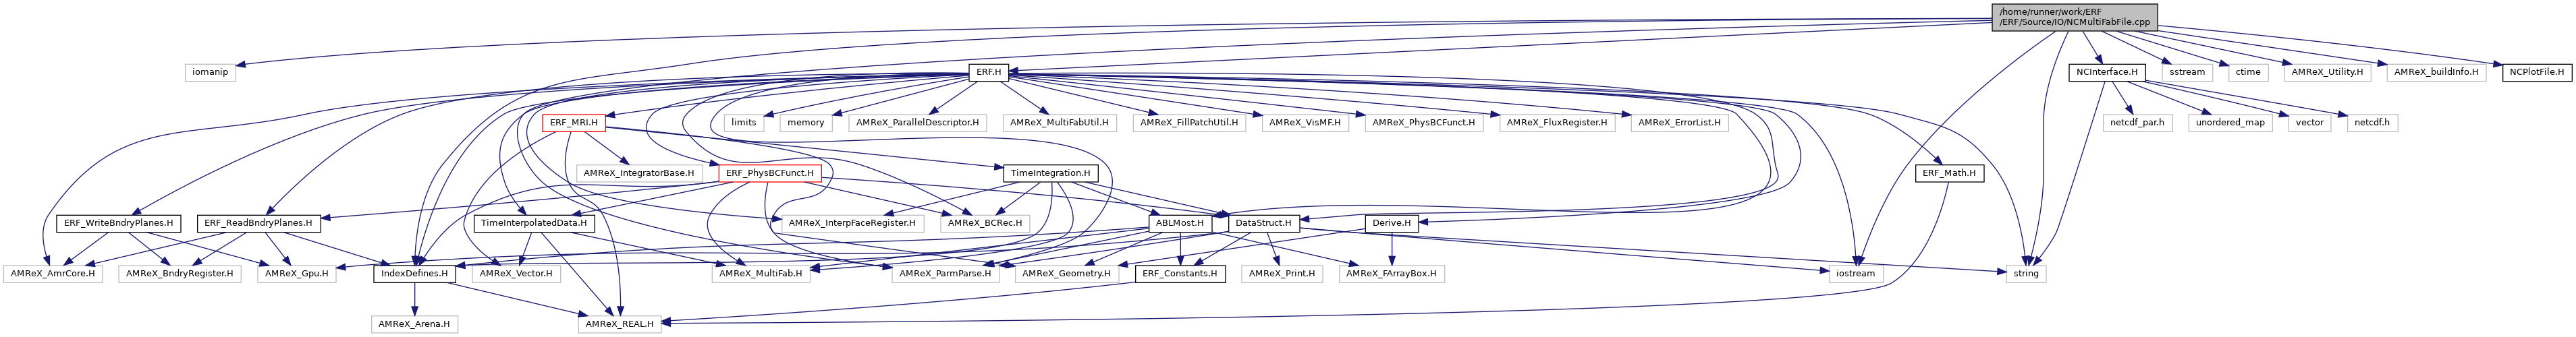 /home/runner/work/ERF
/ERF/Source/IO/NCMultiFabFile.cpp
iomanip
ERF.H
NCInterface.H
sstream
ctime
AMReX_Utility.H
AMReX_buildInfo.H
NCPlotFile.H
ERF_MRI.H
limits
memory
AMReX_ParallelDescriptor.H
AMReX_MultiFabUtil.H
AMReX_FillPatchUtil.H
AMReX_VisMF.H
AMReX_PhysBCFunct.H
AMReX_FluxRegister.H
AMReX_ErrorList.H
netcdf_par.h
unordered_map
vector
netcdf.h
AMReX_IntegratorBase.H
ERF_PhysBCFunct.H
TimeIntegration.H
ERF_Math.H
ERF_WriteBndryPlanes.H
ERF_ReadBndryPlanes.H
TimeInterpolatedData.H
AMReX_InterpFaceRegister.H
AMReX_BCRec.H
ABLMost.H
DataStruct.H
Derive.H
AMReX_AmrCore.H
AMReX_BndryRegister.H
AMReX_Gpu.H
IndexDefines.H
AMReX_Vector.H
AMReX_MultiFab.H
AMReX_ParmParse.H
AMReX_Geometry.H
ERF_Constants.H
AMReX_Print.H
AMReX_FArrayBox.H
iostream
string
AMReX_Arena.H
AMReX_REAL.H